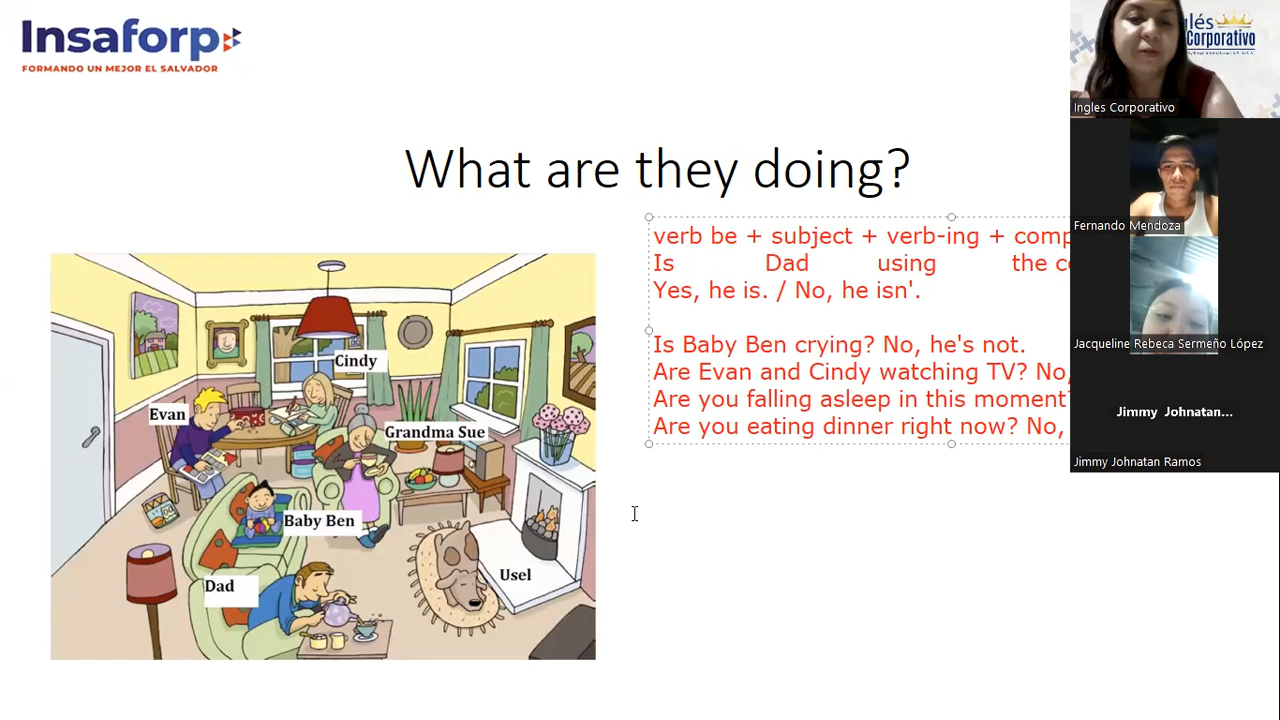 Insaforp
FORMANDO UN MEJOR EL SALVADOR
What are they doing?
verb be + subject + verb-ing +
Is Dad using the
Yes, he is. / No, he isn'.
Is Baby Ben crying? No, he's not.
Are Evan and Cindy watching TV? No,
Are you falling asleep in this moment?
Are you eating dinner right now? No,
Cindy
Evan
Grandma Sue
Baby Ben
Dad
Usel
Corporativo
Ingles Corporativo
Fernando Mendoza
Jacqueline Rebeca Sermeño López
Jimmy Johnatan...
Jimmy Johnatan Ramos